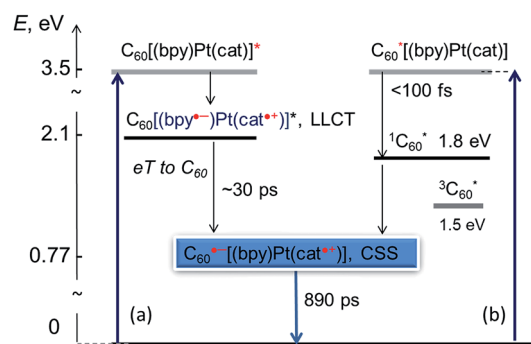 E, eV
C₆₀[(bpy)Pt(cat)]* C₆₀*[(bpy)Pt(cat)]
3.5
<100 fs
~
C₆₀[(bpy•−)Pt(cat•+)]*, LLCT
2.1
¹C₆₀* 1.8 eV
eT to C₆₀
~30 ps
³C₆₀*
1.5 eV
0.77
C₆₀•−[(bpy)Pt(cat•+)], CSS
~
890 ps
0
(a) (b)